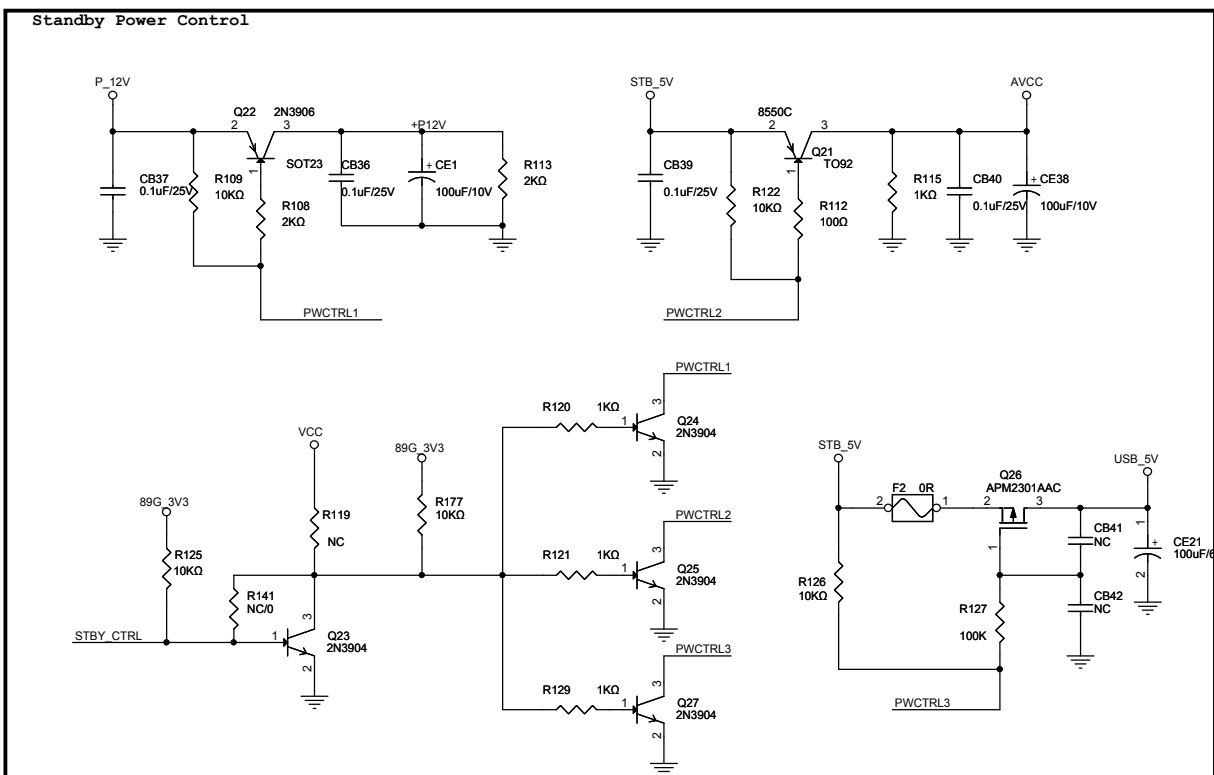 Standby Power Control
P_12V
Q22
2N3906
2
3
1
SOT23
+P12V
CB37
0.1uF/25V
R109
10KΩ
R108
2KΩ
CB36
0.1uF/25V
+
CE1
100uF/10V
R113
2KΩ
PWCTRL1
STB_5V
8550C
2
3
1
Q21
TO92
AVCC
CB39
0.1uF/25V
R122
10KΩ
R112
100Ω
R115
1KΩ
CB40
0.1uF/25V
+
CE38
100uF/10V
PWCTRL2
89G_3V3
R125
10KΩ
STBY_CTRL
R141
NC/0
VCC
R119
NC
1
3
2
Q23
2N3904
89G_3V3
R177
10KΩ
R120
1KΩ
1
3
2
Q24
2N3904
PWCTRL1
R121
1KΩ
1
3
2
Q25
2N3904
PWCTRL2
R129
1KΩ
1
3
2
Q27
2N3904
PWCTRL3
STB_5V
F2
0R
2
1
Q26
APM2301AAC
2
3
1
USB_5V
R126
10KΩ
R127
100K
CB41
NC
CB42
NC
1
+
2
CE21
100uF/6
PWCTRL3